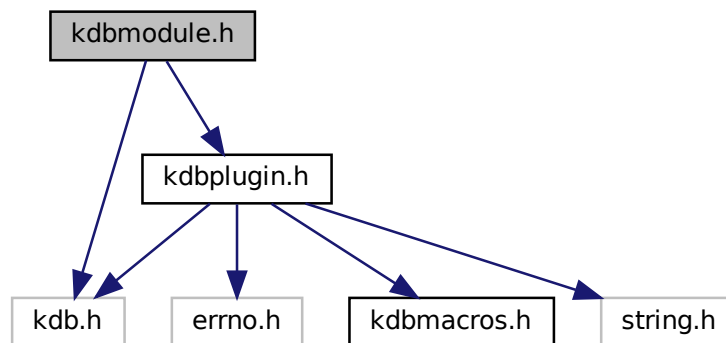 kdbmodule.h
kdbplugin.h
kdb.h
errno.h
kdbmacros.h
string.h